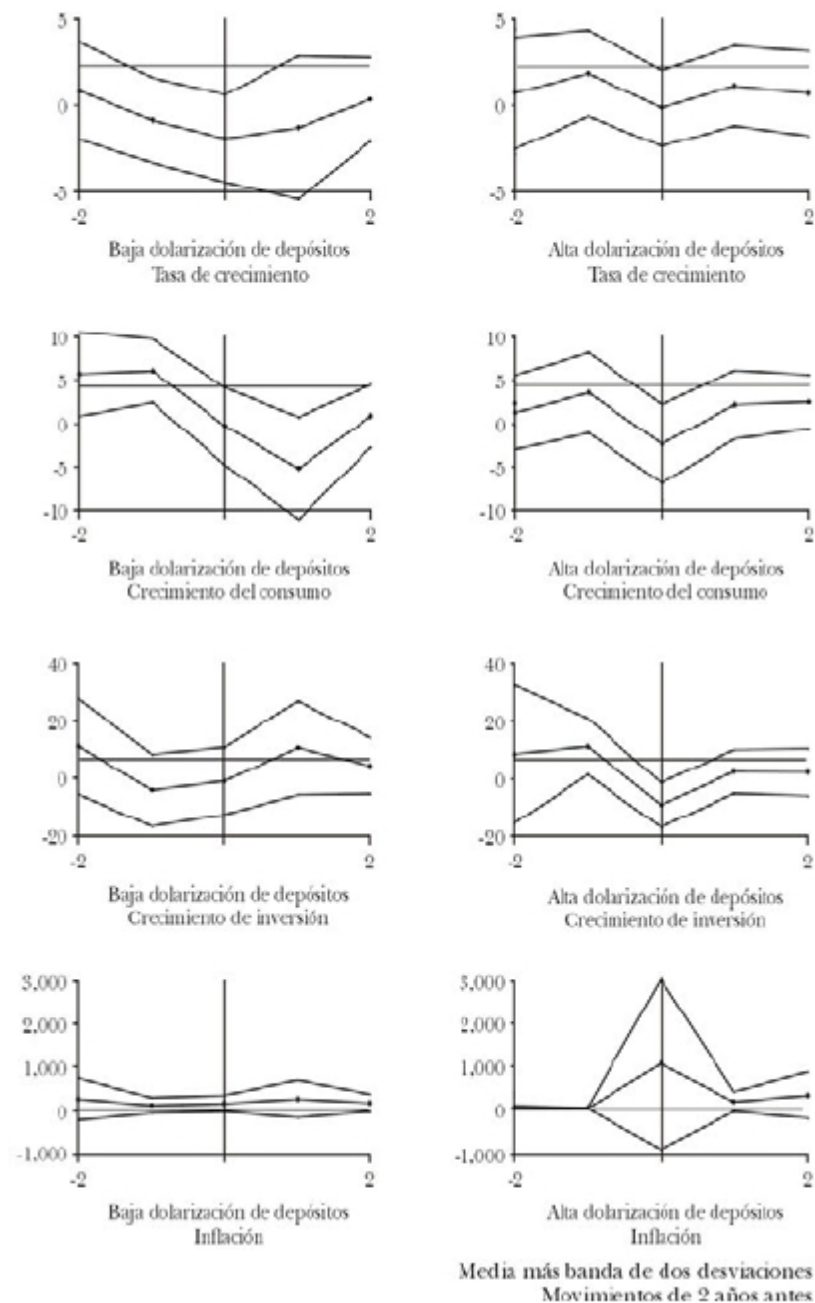 5
0
-5
-2
2
Baja dolarización de depósitos
Tasa de crecimiento
5
0
-5
-2
2
Alta dolarización de depósitos
Tasa de crecimiento
10
5
0
-5
-10
-2
2
Baja dolarización de depósitos
Crecimiento del consumo
10
5
0
-5
-10
-2
2
Alta dolarización de depósitos
Crecimiento del consumo
40
20
0
-20
-2
2
Baja dolarización de depósitos
Crecimiento de inversión
40
20
0
-20
-2
2
Alta dolarización de depósitos
Crecimiento de inversión
3,000
2,000
1,000
0
-1,000
-2
2
Baja dolarización de depósitos
Inflación
3,000
2,000
1,000
0
-1,000
-2
2
Alta dolarización de depósitos
Inflación
Media más banda de dos desviaciones
Movimientos de 2 años antes